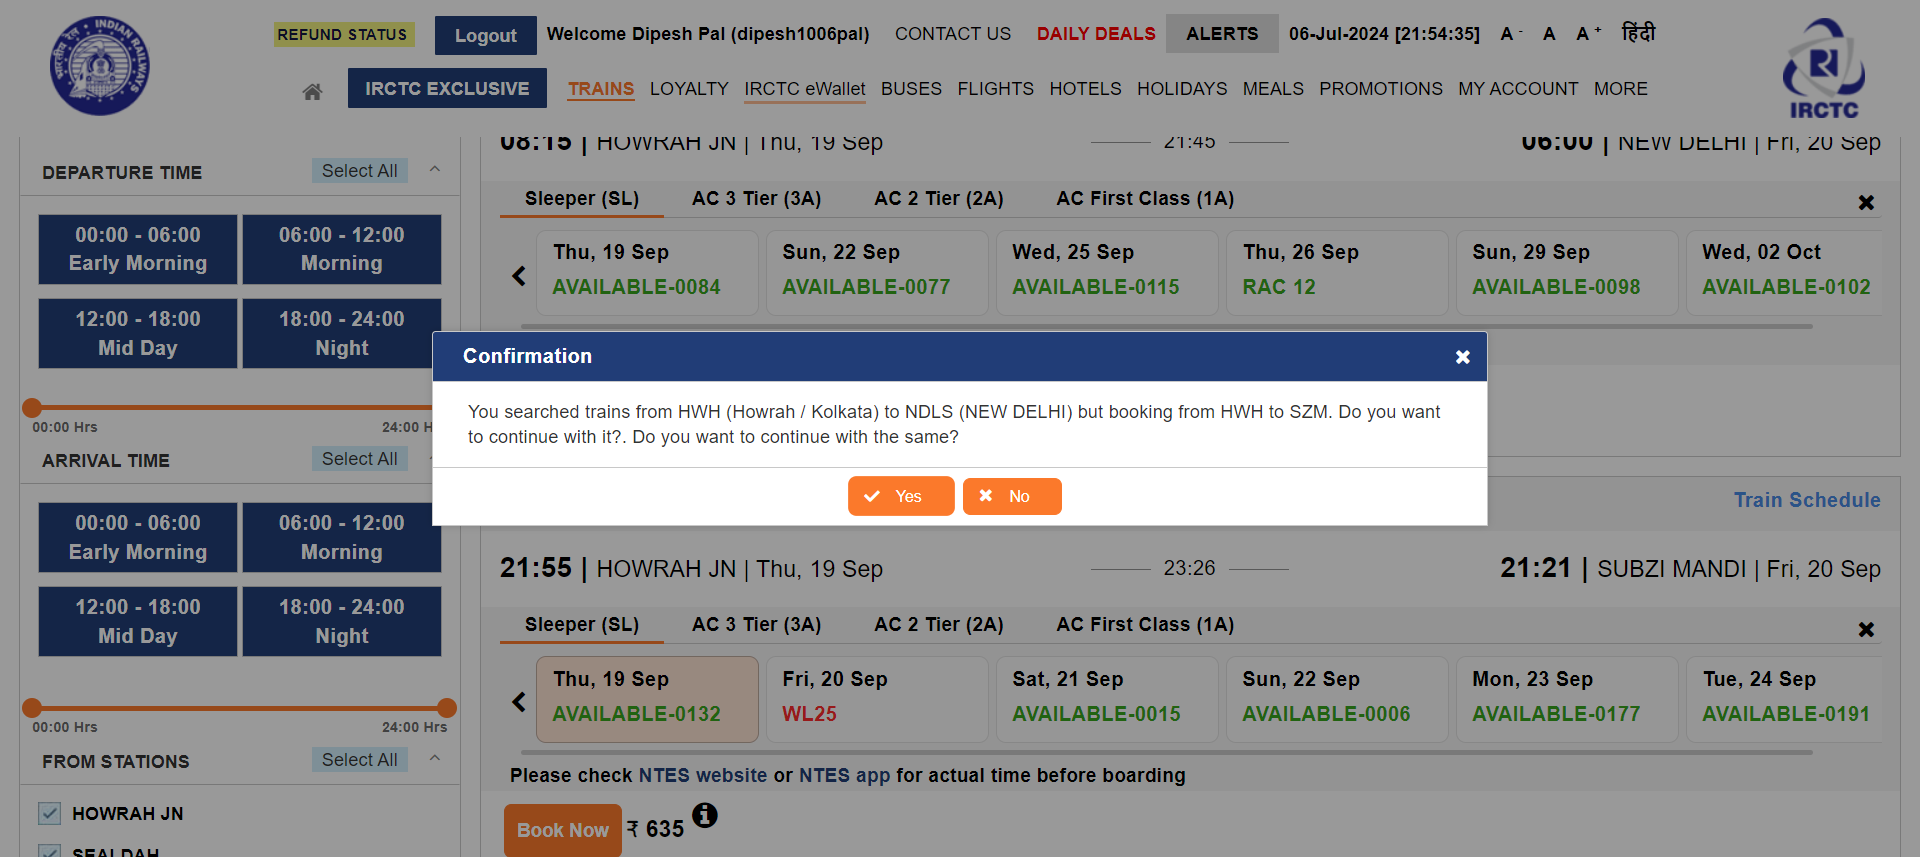 REFUND STATUS
Logout
Welcome Dipesh Pal (dipesh1006pal)
CONTACT US
DAILY DEALS
ALERTS
06-Jul-2024 [21:54:35]
A -
A
A +
हिंदी
INDIAN RAILWAYS
भारतीय रेल
IRCTC
IRCTC EXCLUSIVE
TRAINS
LOYALTY
IRCTC eWallet
BUSES
FLIGHTS
HOTELS
HOLIDAYS
MEALS
PROMOTIONS
MY ACCOUNT
MORE
DEPARTURE TIME
Select All
00:00 - 06:00
Early Morning
06:00 - 12:00
Morning
12:00 - 18:00
Mid Day
18:00 - 24:00
Night
00:00 Hrs
24:00 H
ARRIVAL TIME
Select All
00:00 - 06:00
Early Morning
06:00 - 12:00
Morning
12:00 - 18:00
Mid Day
18:00 - 24:00
Night
00:00 Hrs
24:00 Hrs
FROM STATIONS
Select All
HOWRAH JN
SEALDAH
08:15 | HOWRAH JN | Thu, 19 Sep
21:45
06:00 | NEW DELHI | Fri, 20 Sep
Sleeper (SL)
AC 3 Tier (3A)
AC 2 Tier (2A)
AC First Class (1A)
Thu, 19 Sep
AVAILABLE-0084
Sun, 22 Sep
AVAILABLE-0077
Wed, 25 Sep
AVAILABLE-0115
Thu, 26 Sep
RAC 12
Sun, 29 Sep
AVAILABLE-0098
Wed, 02 Oct
AVAILABLE-0102
Confirmation
You searched trains from HWH (Howrah / Kolkata) to NDLS (NEW DELHI) but booking from HWH to SZM. Do you want
to continue with it?. Do you want to continue with the same?
Yes
No
Train Schedule
21:55 | HOWRAH JN | Thu, 19 Sep
23:26
21:21 | SUBZI MANDI | Fri, 20 Sep
Sleeper (SL)
AC 3 Tier (3A)
AC 2 Tier (2A)
AC First Class (1A)
Thu, 19 Sep
AVAILABLE-0132
Fri, 20 Sep
WL25
Sat, 21 Sep
AVAILABLE-0015
Sun, 22 Sep
AVAILABLE-0006
Mon, 23 Sep
AVAILABLE-0177
Tue, 24 Sep
AVAILABLE-0191
Please check NTES website or NTES app for actual time before boarding
Book Now
₹ 635